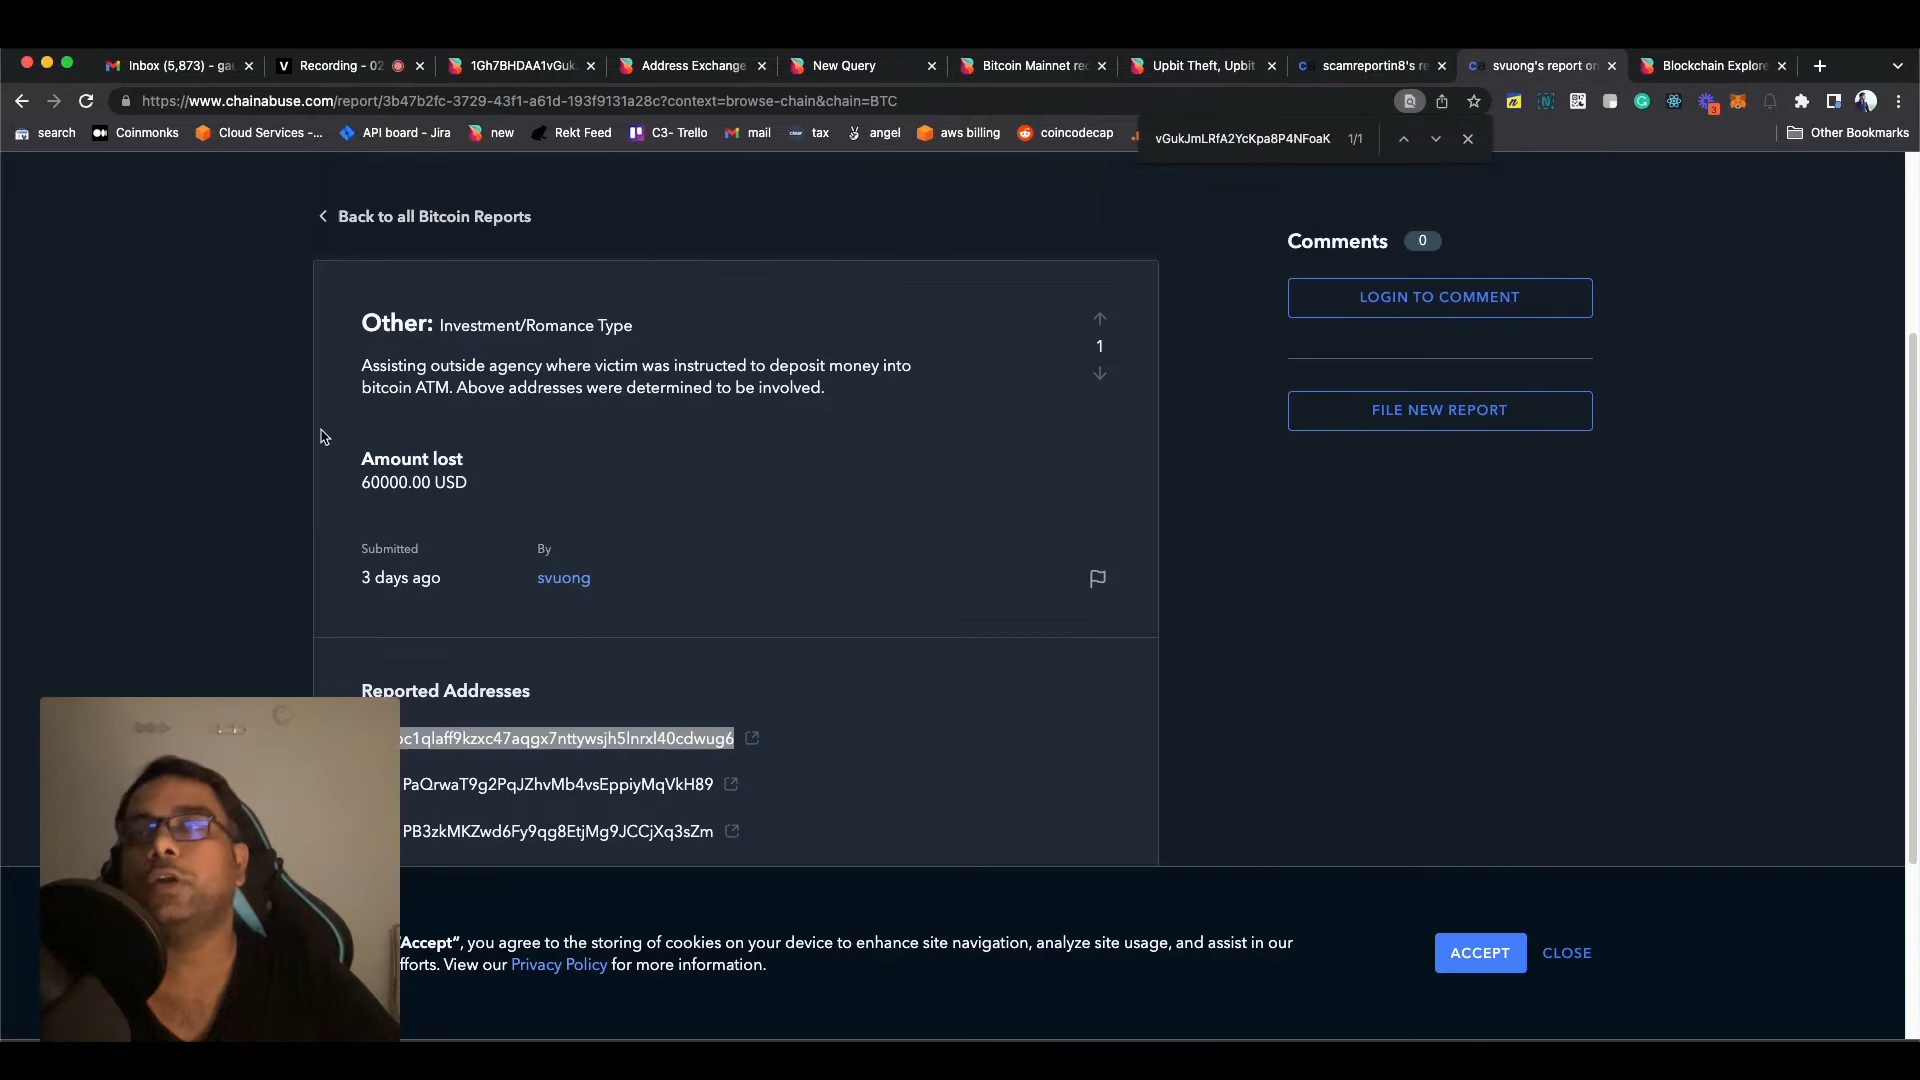 Inbox (5,873) - gau
Recording - 02
1Gh7BHDAA1vGuk
Address Exchange
New Query
Bitcoin Mainnet re
Upbit Theft, Upbit
scamreportin8's re
svuong's report on
Blockchain Explore
https://www.chainabuse.com/report/3b47b2fc-3729-43f1-a61d-193f9131a28c?context=browse-chain&chain=BTC
3
search
Coinmonks
Cloud Services -...
API board - Jira
new
Rekt Feed
C3- Trello
mail
tax
angel
aws billing
coincodecap
Other Bookmarks
vGukJmLRfA2YcKpa8P4NFoaK 1/1
Back to all Bitcoin Reports
Comments 0
LOGIN TO COMMENT
FILE NEW REPORT
Other: Investment/Romance Type
1
Assisting outside agency where victim was instructed to deposit money into
bitcoin ATM. Above addresses were determined to be involved.
Amount lost
60000.00 USD
Submitted By
3 days ago svuong
Reported Addresses
bc1qlaff9kzxc47aqgx7nttywsjh5lnrxl40cdwug6
PaQrwaT9g2PqJZhvMb4vsEppiyMqVkH89
PB3zkMKZwd6Fy9qg8EtjMg9JCCjXq3sZm
"Accept", you agree to the storing of cookies on your device to enhance site navigation, analyze site usage, and assist in our
fforts. View our Privacy Policy for more information.
ACCEPT CLOSE